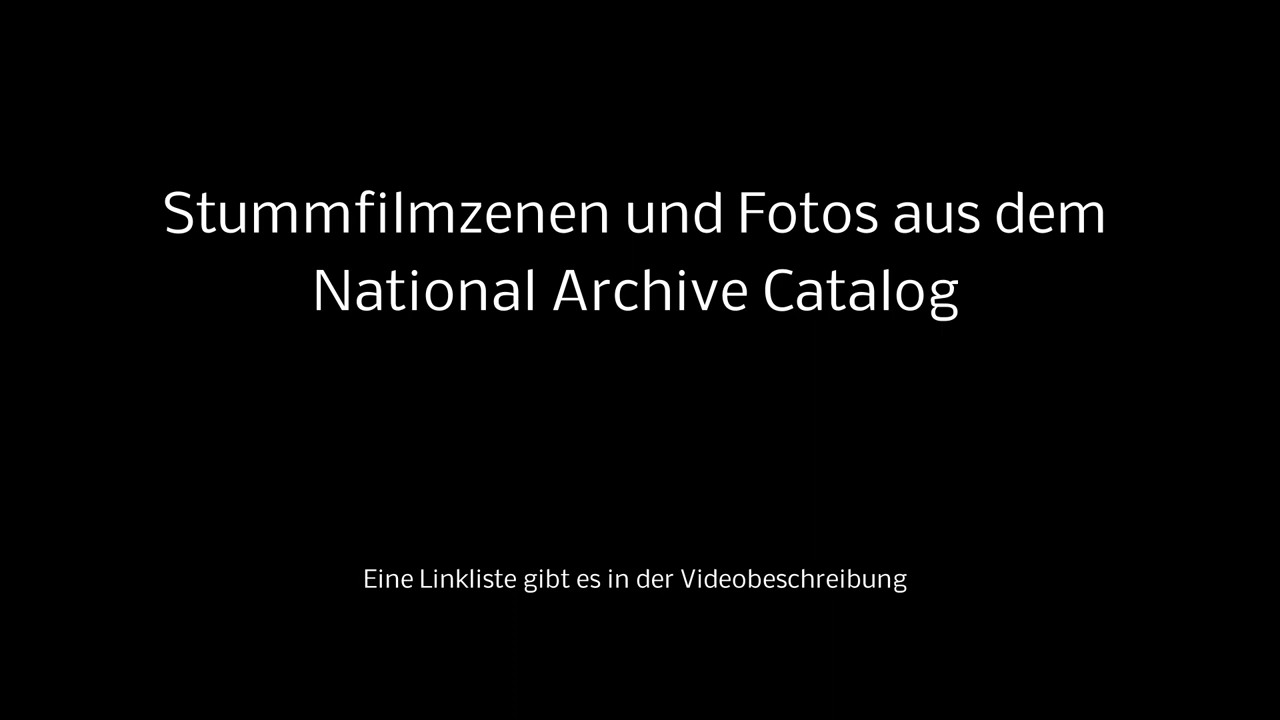 Stummfilmzenen und Fotos aus dem
National Archive Catalog
Eine Linkliste gibt es in der Videobeschreibung